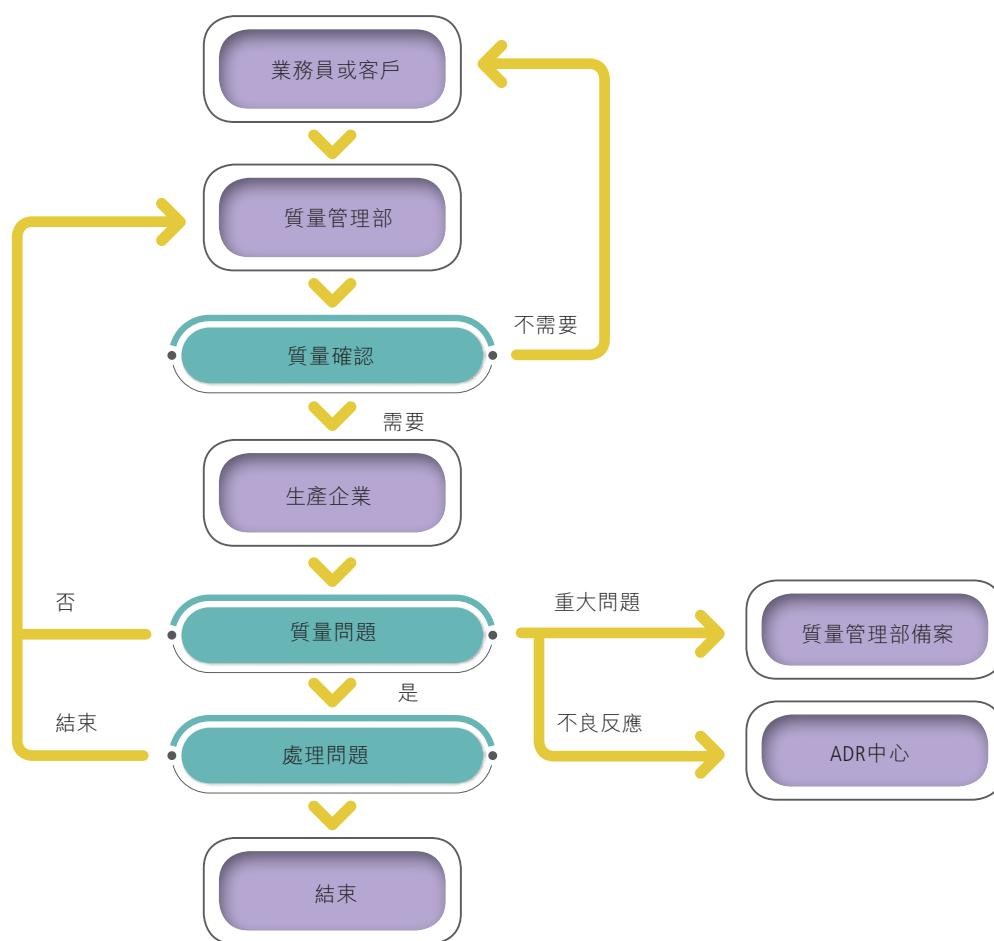 業務員或客戶
質量管理部
不需要
質量確認
需要
生產企業
否
重大問題
質量問題
質量管理部備案
是
結束
不良反應
處理問題
ADR中心
結束